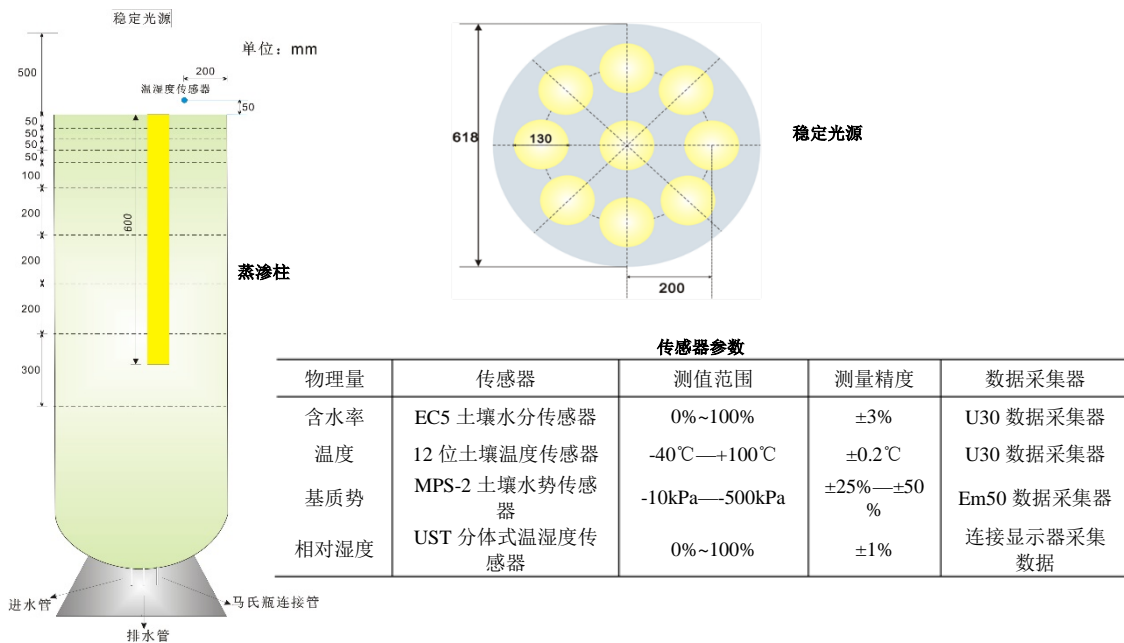 稳定光源
单位：mm
500
200
温湿度传感器
50
50
50
50
50
100
200
200
200
300
600
蒸渗柱
进水管
马氏瓶连接管
排水管
618
130
200
稳定光源
传感器参数
物理量 传感器 测值范围 测量精度 数据采集器
含水率 EC5 土壤水分传感器 0%~100% ±3% U30 数据采集器
温度 12 位土壤温度传感器 -40℃—+100℃ ±0.2℃ U30 数据采集器
基质势 MPS-2 土壤水势传感器 -10kPa—-500kPa ±25%—±50% Em50 数据采集器
相对湿度 UST 分体式温湿度传感器 0%~100% ±1% 连接显示器采集数据